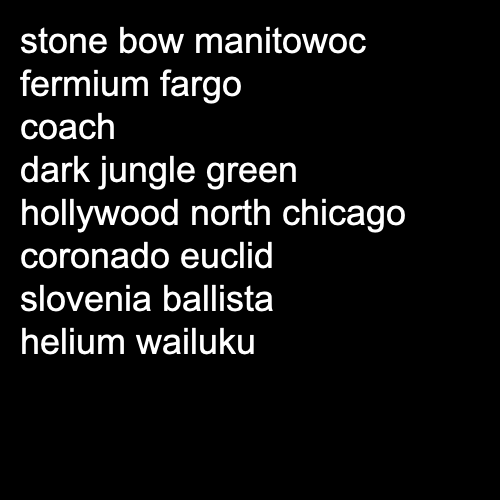 stone bow manitowoc
fermium fargo
coach
dark jungle green
hollywood north chicago
coronado euclid
slovenia ballista
helium wailuku